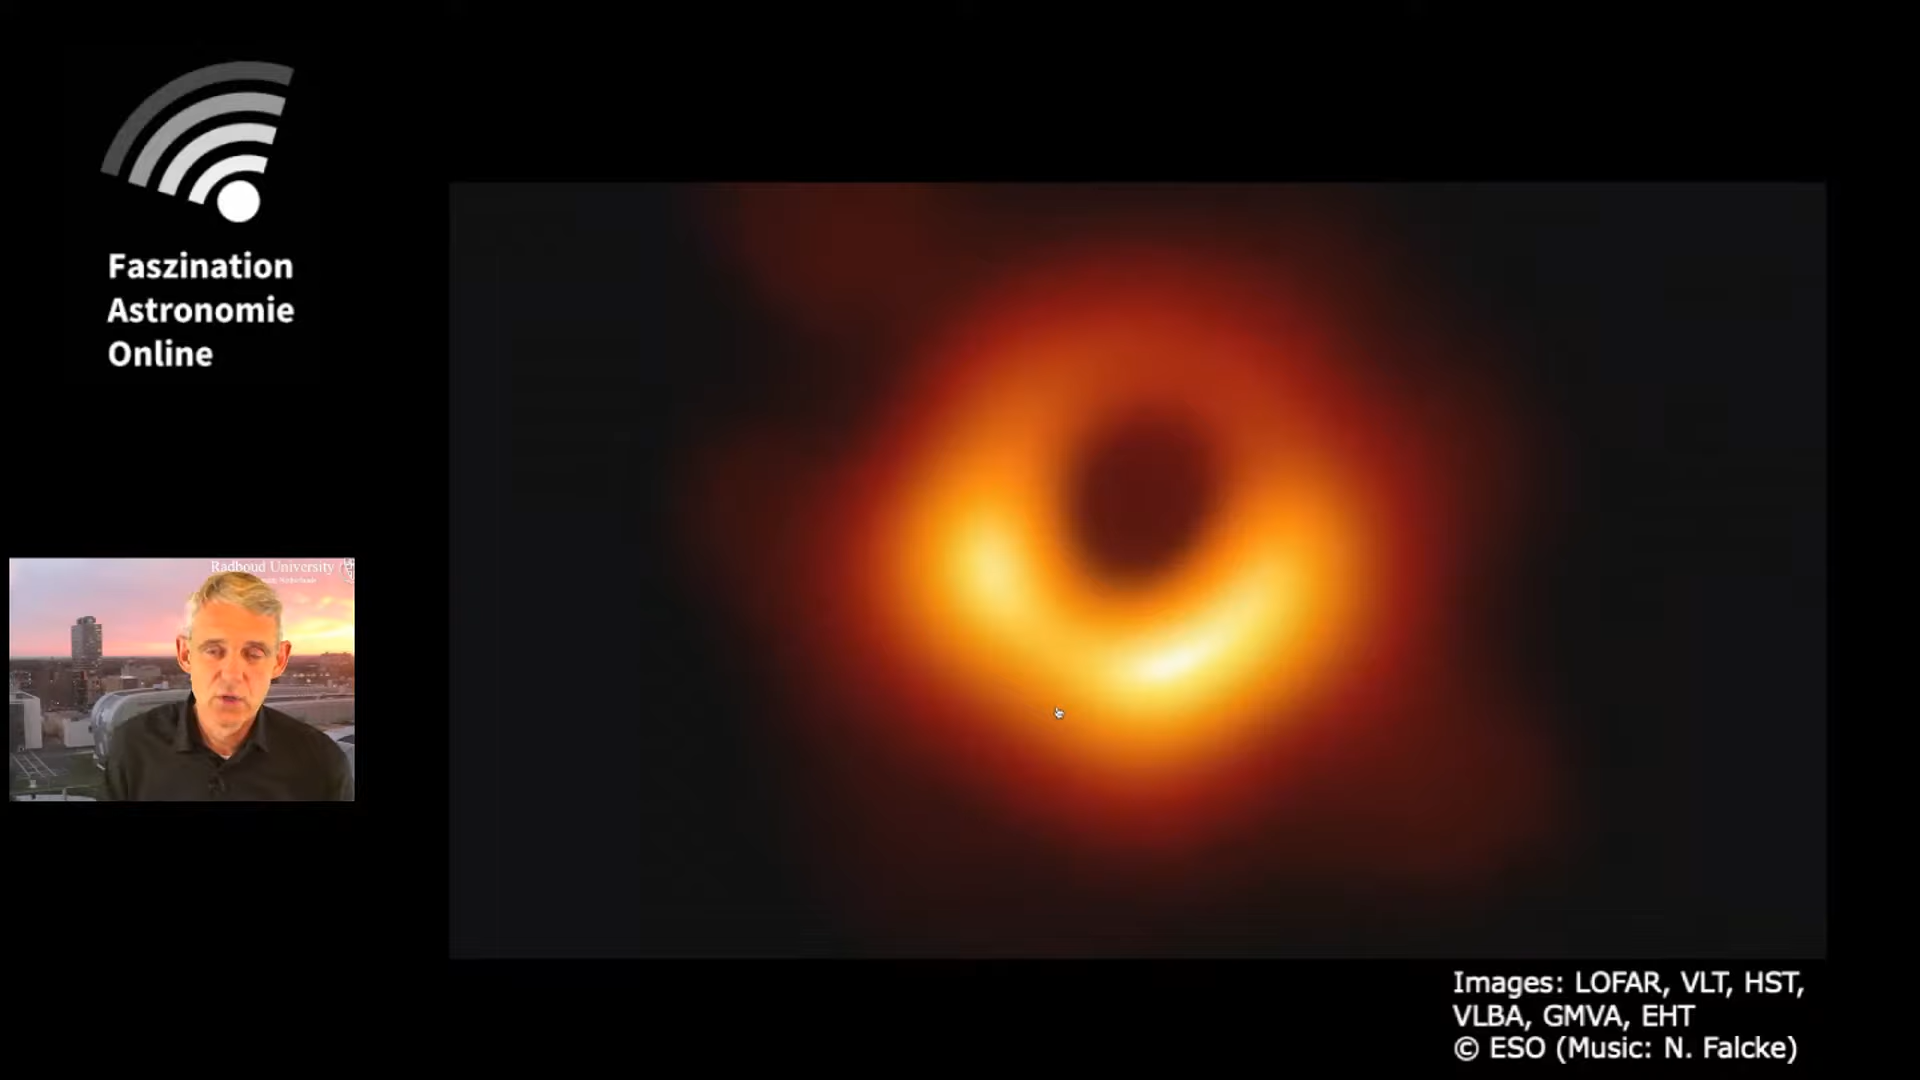 Faszination
Astronomie
Online
Radboud University
Images: LOFAR, VLT, HST,
VLBA, GMVA, EHT
© ESO (Music: N. Falcke)